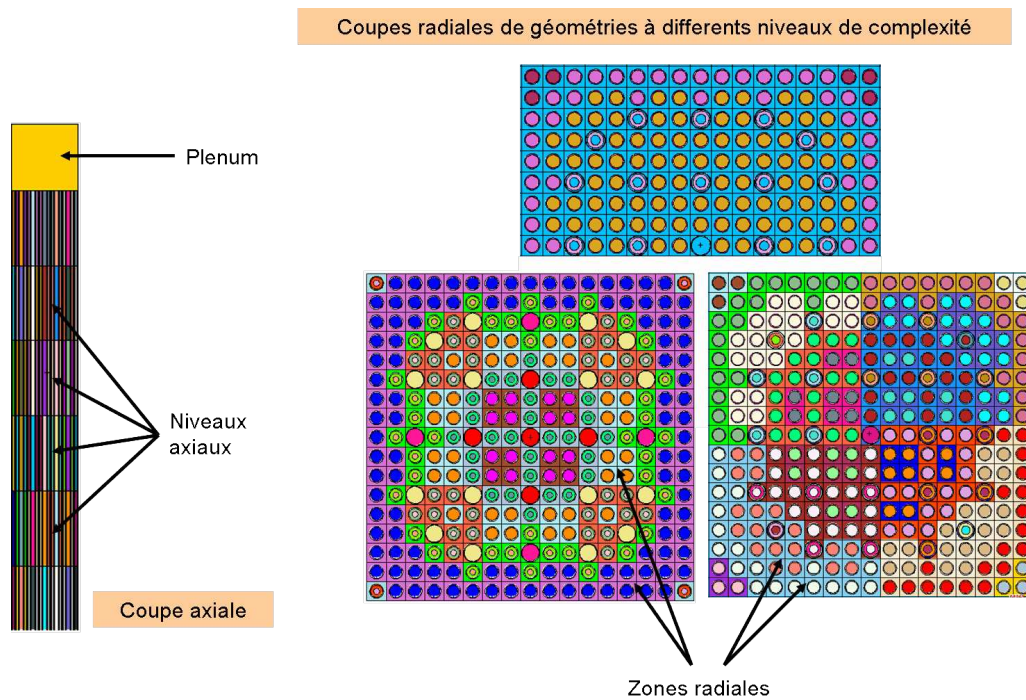 Coupes radiales de géométries à differents niveaux de complexité
Plenum
Niveaux
axiaux
Coupe axiale
Zones radiales